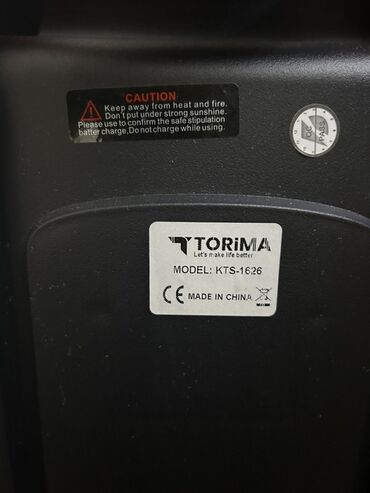 CAUTION
Keep away from heat and fire.
Don't put under strong sunshine.
Please use to confirm the safe stipulation
batter charge,Do not charge while using.
QC
PASS
TORiMA
Let's make life better
MODEL: KTS-1626
CE MADE IN CHINA